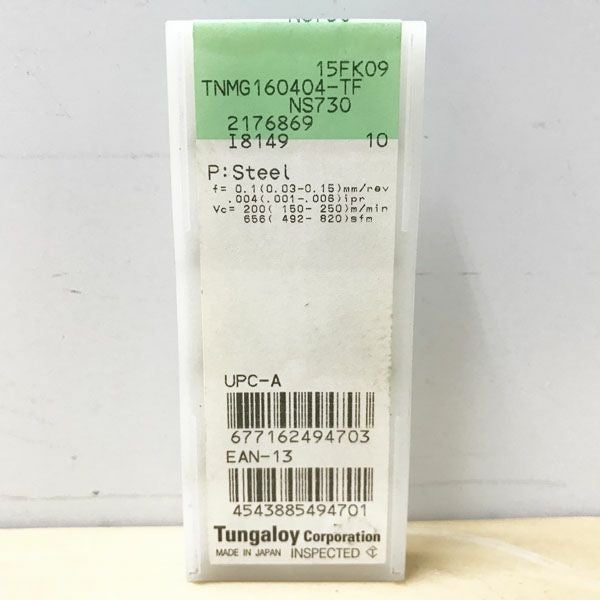 NS730
15FK09
TNMG160404-TF
NS730
2176869
I8149 10
P:Steel
f= 0.1(0.03-0.15)mm/rev
.004(.001-.006)ipr
Vc= 200( 150- 250)m/min
656( 492- 820)sfm
UPC-A
677162494703
EAN-13
4543885494701
Tungaloy Corporation
MADE IN JAPAN INSPECTED